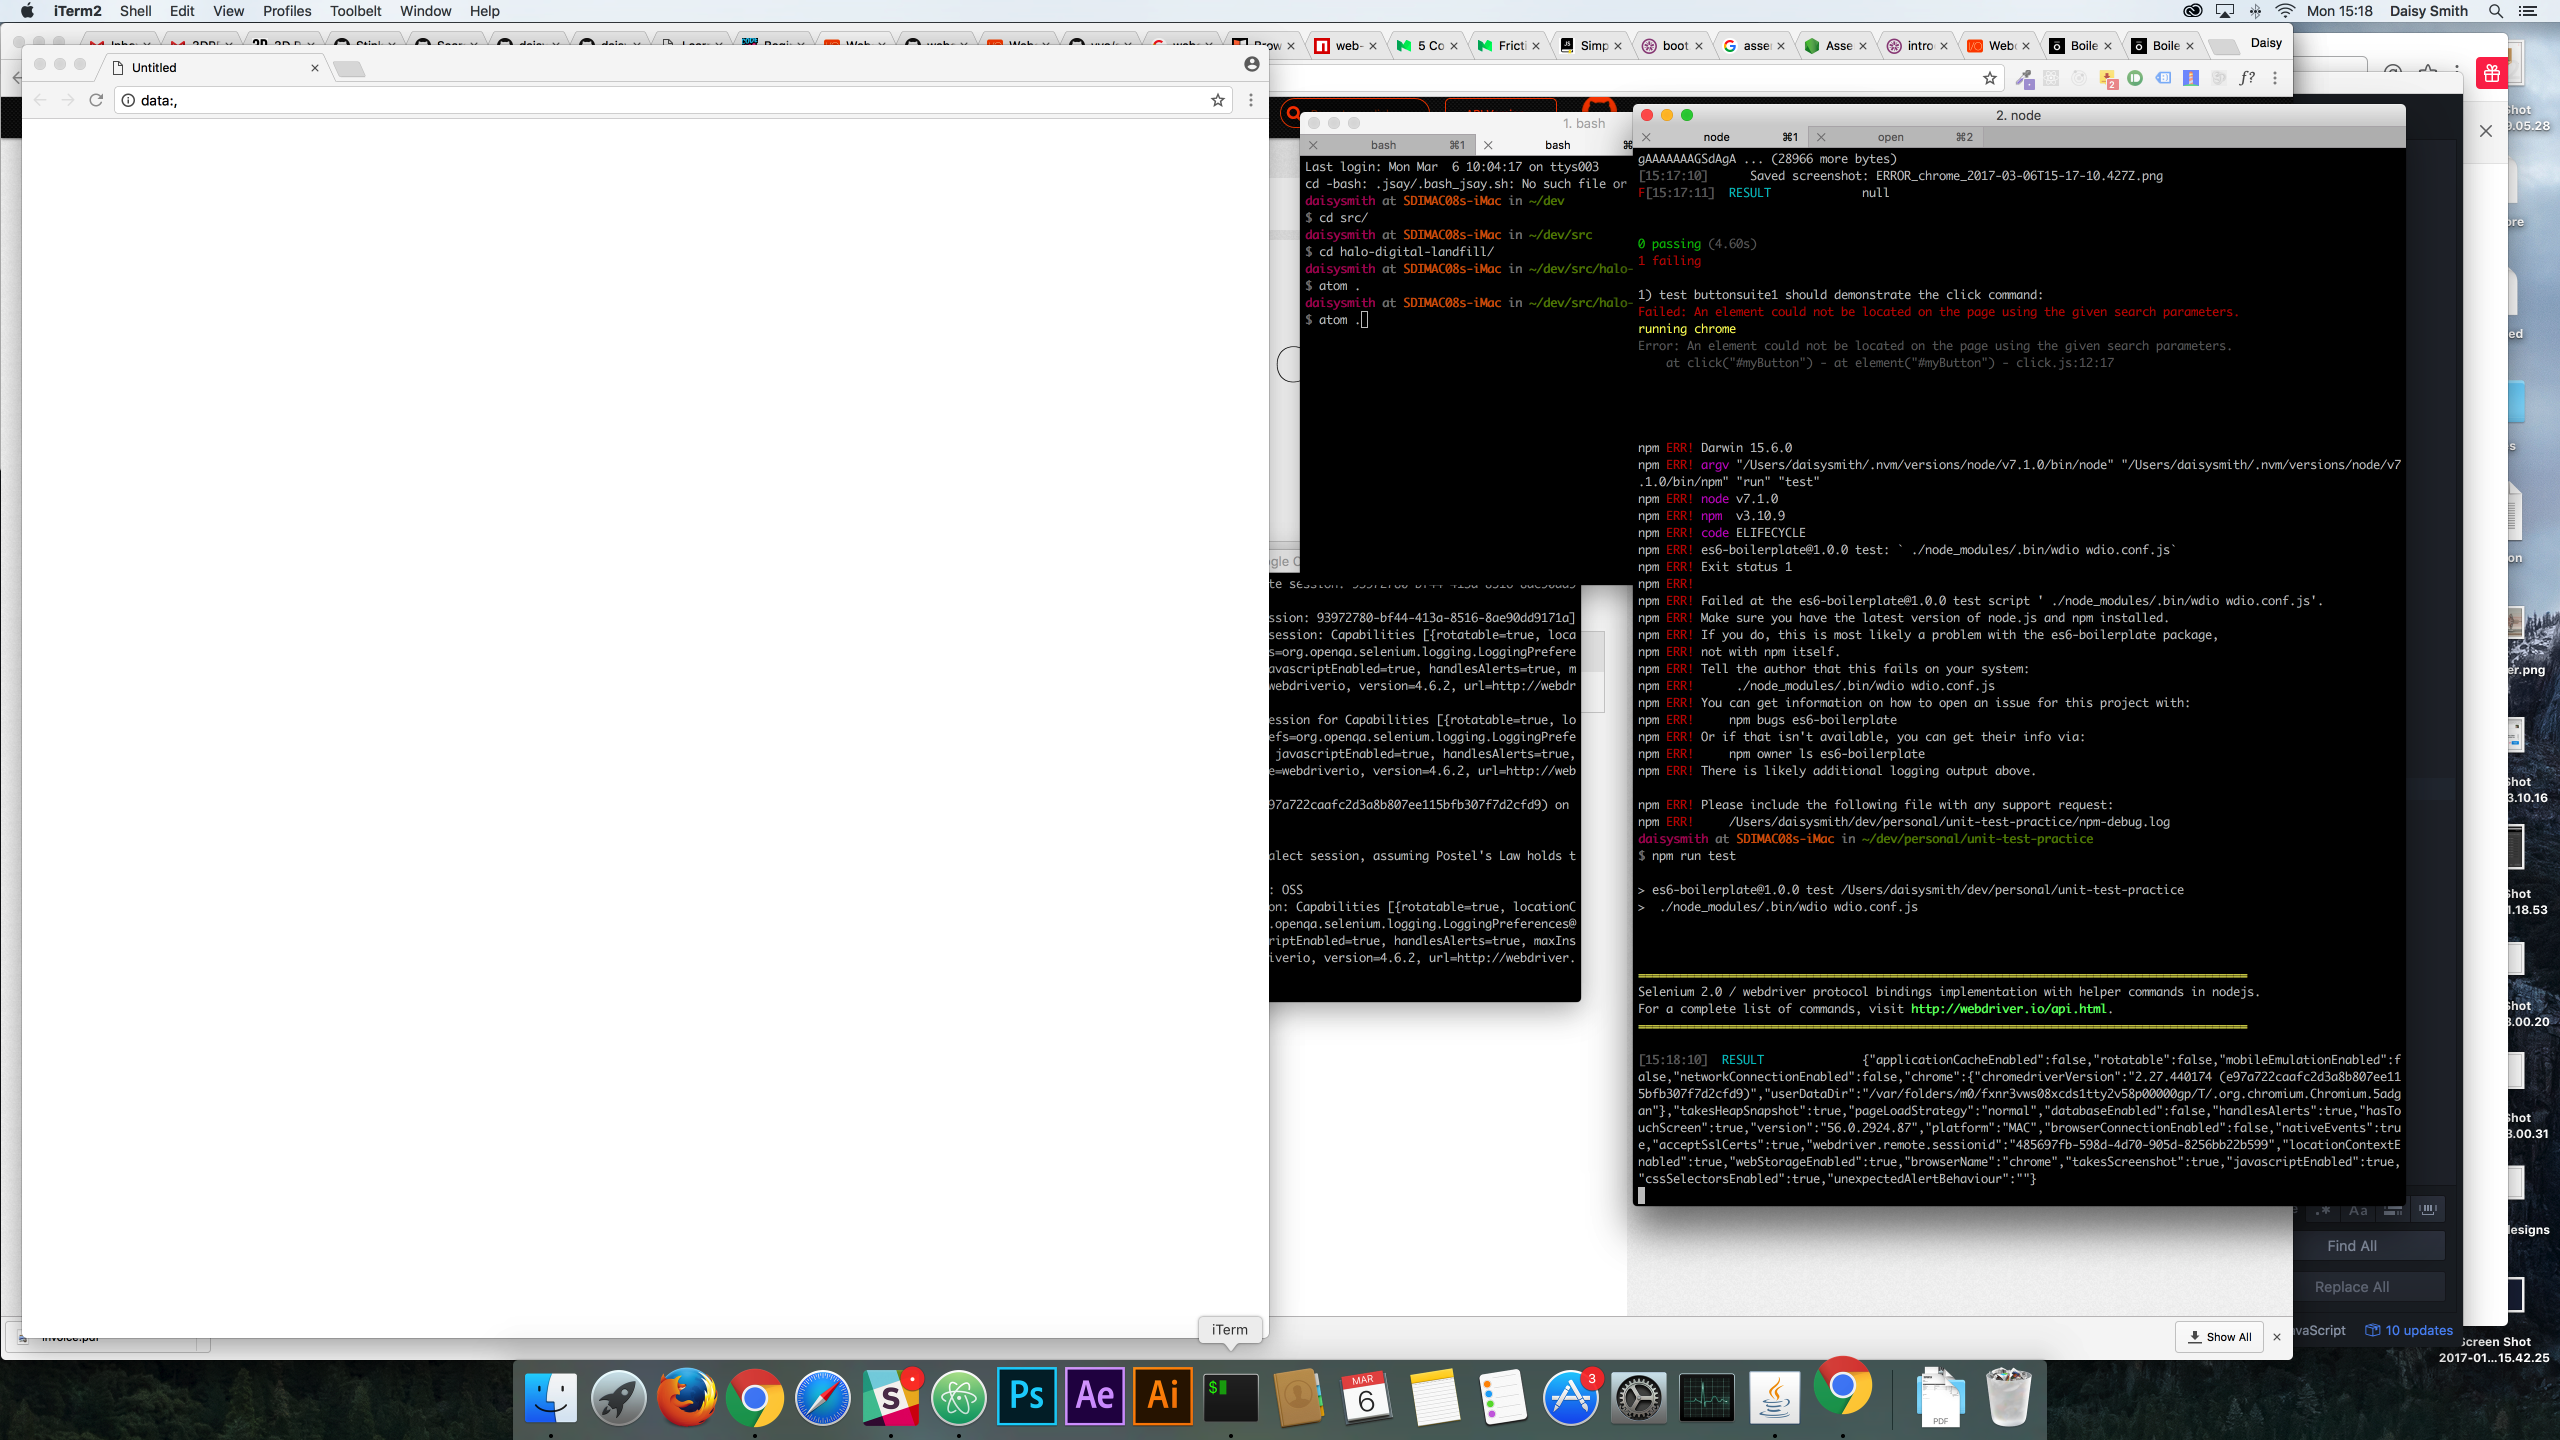 iTerm2 Shell Edit View Profiles Toolbelt Window Help
Mon 15:18 Daisy Smith
Daisy
Untitled
data:,
1. bash
bash ⌘1
bash
Last login: Mon Mar  6 10:04:17 on ttys003
cd -bash: .jsay/.bash_jsay.sh: No such file or
daisysmith at SDIMAC08s-iMac in ~/dev
$ cd src/
daisysmith at SDIMAC08s-iMac in ~/dev/src
$ cd halo-digital-landfill/
daisysmith at SDIMAC08s-iMac in ~/dev/src/halo-
$ atom .
daisysmith at SDIMAC08s-iMac in ~/dev/src/halo-
$ atom .
ssion: 93972780-bf44-413a-8516-8ae90dd9171a]
session: Capabilities [{rotatable=true, loca
s=org.openqa.selenium.logging.LoggingPrefere
avascriptEnabled=true, handlesAlerts=true, m
webdriverio, version=4.6.2, url=http://webdr
ession for Capabilities [{rotatable=true, lo
efs=org.openqa.selenium.logging.LoggingPrefe
javascriptEnabled=true, handlesAlerts=true,
e=webdriverio, version=4.6.2, url=http://web
97a722caafc2d3a8b807ee115bfb307f7d2cfd9) on
alect session, assuming Postel's Law holds t
: OSS
on: Capabilities [{rotatable=true, locationC
.openqa.selenium.logging.LoggingPreferences@
riptEnabled=true, handlesAlerts=true, maxIns
iverio, version=4.6.2, url=http://webdriver.
2. node
node ⌘1
open ⌘2
gAAAAAAAGSdAgA ... (28966 more bytes)
[15:17:10] Saved screenshot: ERROR_chrome_2017-03-06T15-17-10.427Z.png
F[15:17:11] RESULT null
0 passing (4.60s)
1 failing
1) test buttonsuite1 should demonstrate the click command:
Failed: An element could not be located on the page using the given search parameters.
running chrome
Error: An element could not be located on the page using the given search parameters.
at click("#myButton") - at element("#myButton") - click.js:12:17
npm ERR! Darwin 15.6.0
npm ERR! argv "/Users/daisysmith/.nvm/versions/node/v7.1.0/bin/node" "/Users/daisysmith/.nvm/versions/node/v7
.1.0/bin/npm" "run" "test"
npm ERR! node v7.1.0
npm ERR! npm  v3.10.9
npm ERR! code ELIFECYCLE
npm ERR! es6-boilerplate@1.0.0 test: ` ./node_modules/.bin/wdio wdio.conf.js`
npm ERR! Exit status 1
npm ERR!
npm ERR! Failed at the es6-boilerplate@1.0.0 test script ' ./node_modules/.bin/wdio wdio.conf.js'.
npm ERR! Make sure you have the latest version of node.js and npm installed.
npm ERR! If you do, this is most likely a problem with the es6-boilerplate package,
npm ERR! not with npm itself.
npm ERR! Tell the author that this fails on your system:
npm ERR!      ./node_modules/.bin/wdio wdio.conf.js
npm ERR! You can get information on how to open an issue for this project with:
npm ERR!     npm bugs es6-boilerplate
npm ERR! Or if that isn't available, you can get their info via:
npm ERR!     npm owner ls es6-boilerplate
npm ERR! There is likely additional logging output above.
npm ERR! Please include the following file with any support request:
npm ERR!     /Users/daisysmith/dev/personal/unit-test-practice/npm-debug.log
daisysmith at SDIMAC08s-iMac in ~/dev/personal/unit-test-practice
$ npm run test
> es6-boilerplate@1.0.0 test /Users/daisysmith/dev/personal/unit-test-practice
>  ./node_modules/.bin/wdio wdio.conf.js
Selenium 2.0 / webdriver protocol bindings implementation with helper commands in nodejs.
For a complete list of commands, visit http://webdriver.io/api.html.
[15:18:10]  RESULT {"applicationCacheEnabled":false,"rotatable":false,"mobileEmulationEnabled":f
alse,"networkConnectionEnabled":false,"chrome":{"chromedriverVersion":"2.27.440174 (e97a722caafc2d3a8b807ee11
5bfb307f7d2cfd9)","userDataDir":"/var/folders/m0/fxnr3vws08xcds1tty2v58p00000gp/T/.org.chromium.Chromium.5adg
an"},"takesHeapSnapshot":true,"pageLoadStrategy":"normal","databaseEnabled":false,"handlesAlerts":true,"hasTo
uchScreen":true,"version":"56.0.2924.87","platform":"MAC","browserConnectionEnabled":false,"nativeEvents":tru
e,"acceptSslCerts":true,"webdriver.remote.sessionid":"485697fb-598d-4d70-905d-8256bb22b599","locationContextE
nabled":true,"webStorageEnabled":true,"browserName":"chrome","takesScreenshot":true,"javascriptEnabled":true,
"cssSelectorsEnabled":true,"unexpectedAlertBehaviour":""}
Find All
Replace All
vaScript
10 updates
Show All
iTerm
Screen Shot
2017-01...15.42.25
Ps
Ae
Ai
MAR
6
3
PDF